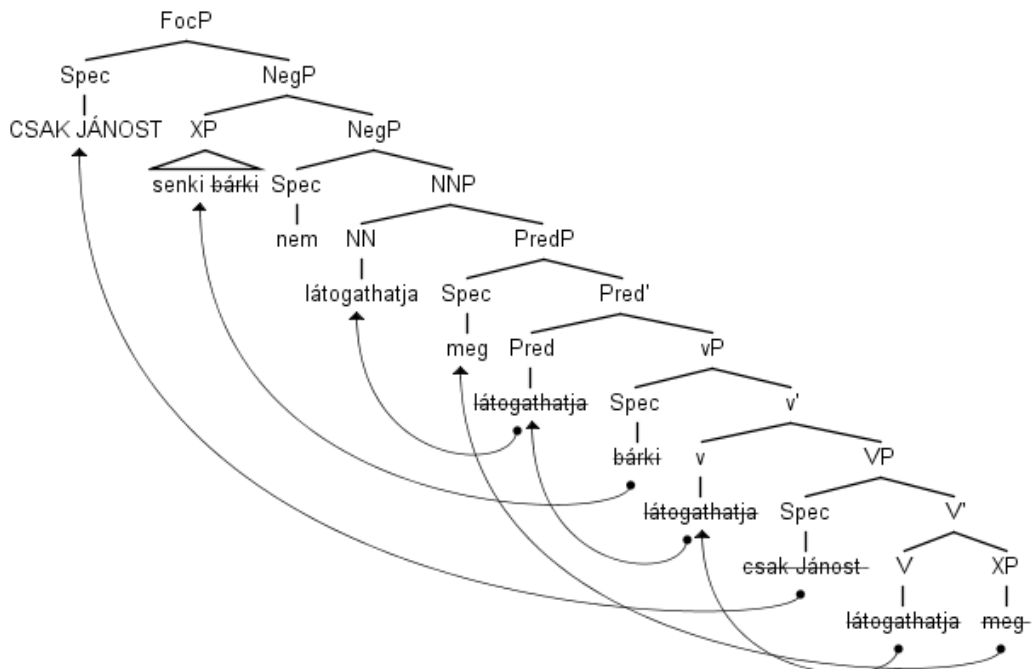 FocP
Spec NegP
CSAK JÁNOST XP NegP
senki bárki Spec NNP
nem NN PredP
látogathatja Spec Pred'
meg Pred vP
látogathatja Spec v'
bárki v VP
látogathatja Spec V'
csak Jánost V XP
látogathatja meg